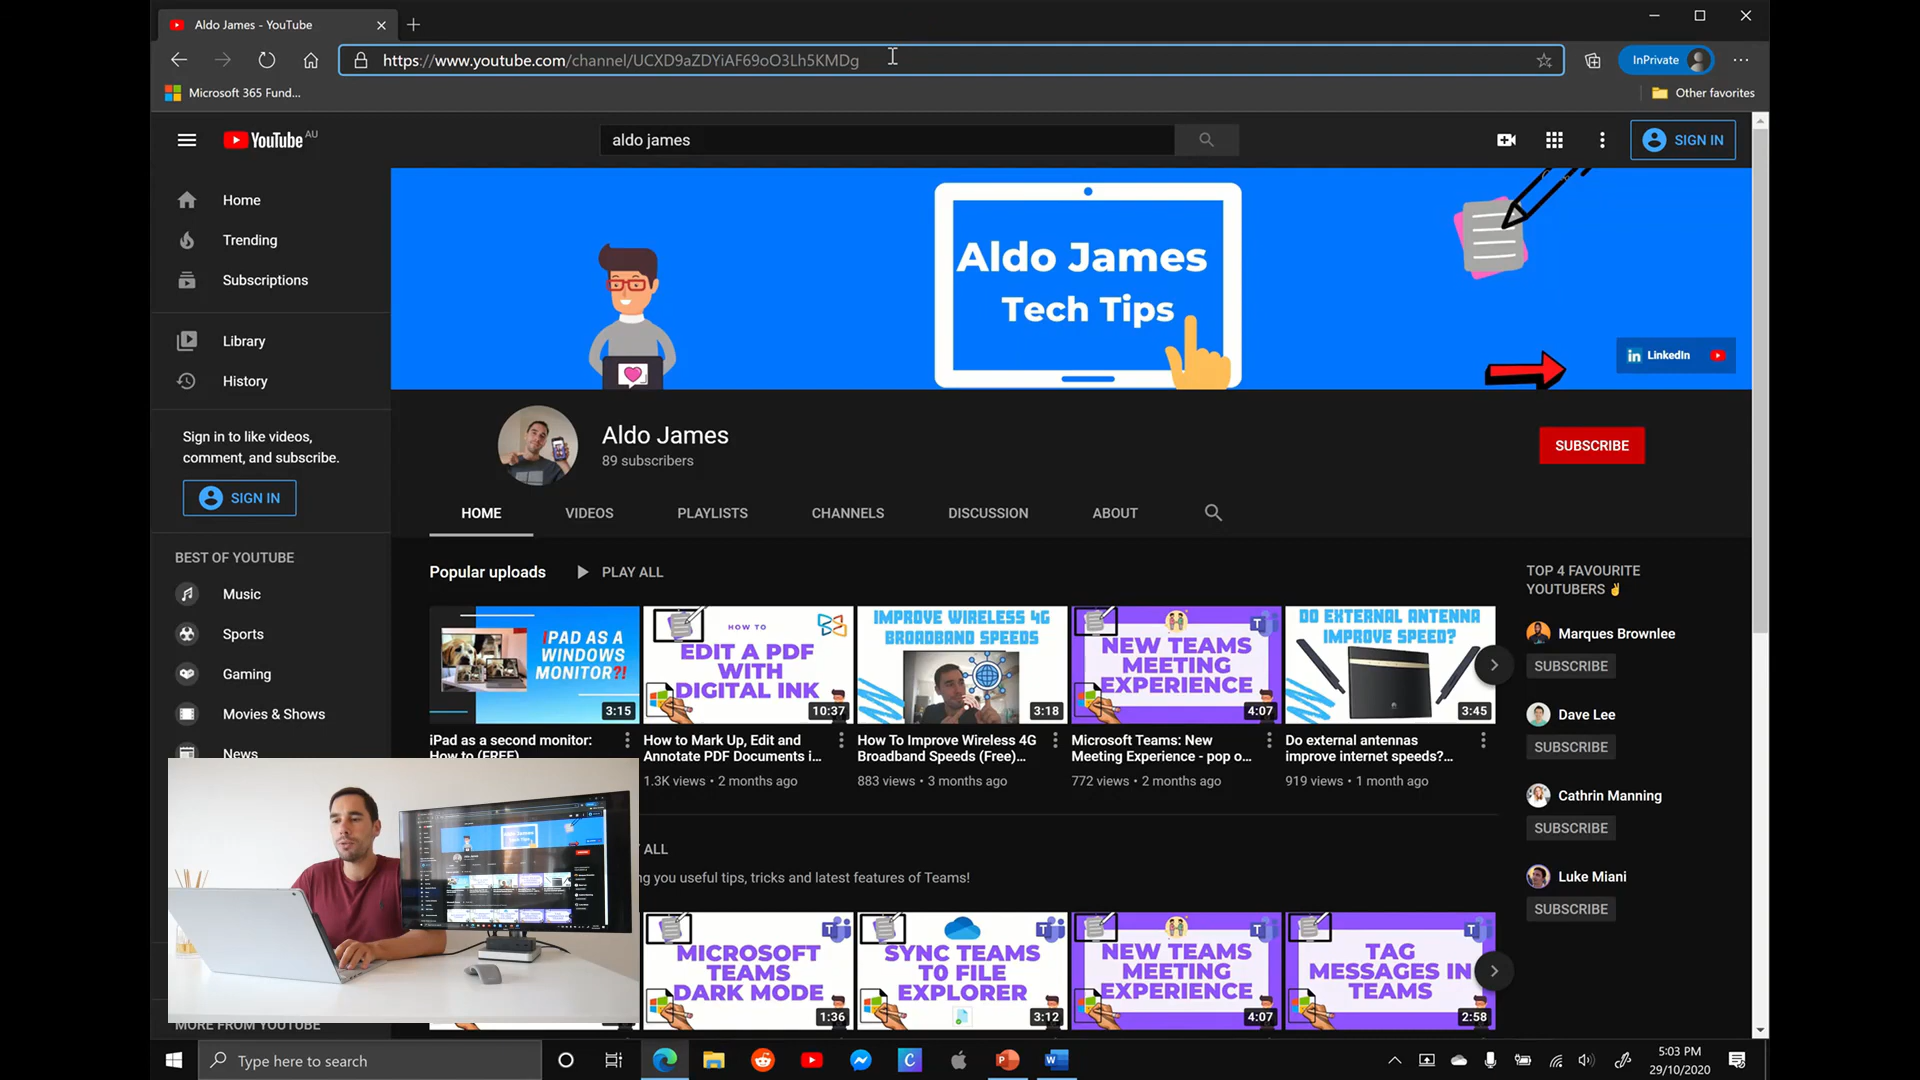 Aldo James - YouTube
https://www.youtube.com/channel/UCXD9aZDYiAF69oO3Lh5KMDg
InPrivate
Microsoft 365 Fund...
Other favorites
YouTube AU
aldo james
SIGN IN
Home
Trending
Subscriptions
Library
History
Sign in to like videos,
comment, and subscribe.
SIGN IN
BEST OF YOUTUBE
Music
Sports
Gaming
Movies & Shows
News
MORE FROM YOUTUBE
Aldo James
Tech Tips
in LinkedIn
Aldo James
89 subscribers
SUBSCRIBE
HOME VIDEOS PLAYLISTS CHANNELS DISCUSSION ABOUT
Popular uploads PLAY ALL
IPAD AS A
WINDOWS
MONITOR?!
3:15
iPad as a second monitor:
How to (FREE)
HOW TO
EDIT A PDF
WITH
DIGITAL INK
10:37
How to Mark Up, Edit and
Annotate PDF Documents i...
1.3K views • 2 months ago
IMPROVE WIRELESS 4G
BROADBAND SPEEDS
3:18
How To Improve Wireless 4G
Broadband Speeds (Free)...
883 views • 3 months ago
NEW TEAMS
MEETING
EXPERIENCE
4:07
Microsoft Teams: New
Meeting Experience - pop o...
772 views • 2 months ago
DO EXTERNAL ANTENNA
IMPROVE SPEED?
3:45
Do external antennas
improve internet speeds?...
919 views • 1 month ago
TOP 4 FAVOURITE
YOUTUBERS ✌
Marques Brownlee
SUBSCRIBE
Dave Lee
SUBSCRIBE
Cathrin Manning
SUBSCRIBE
Luke Miani
SUBSCRIBE
ALL
g you useful tips, tricks and latest features of Teams!
MICROSOFT
TEAMS
DARK MODE
1:36
SYNC TEAMS
TO FILE
EXPLORER
3:12
NEW TEAMS
MEETING
EXPERIENCE
4:07
TAG
MESSAGES IN
TEAMS
2:58
Type here to search
5:03 PM
29/10/2020